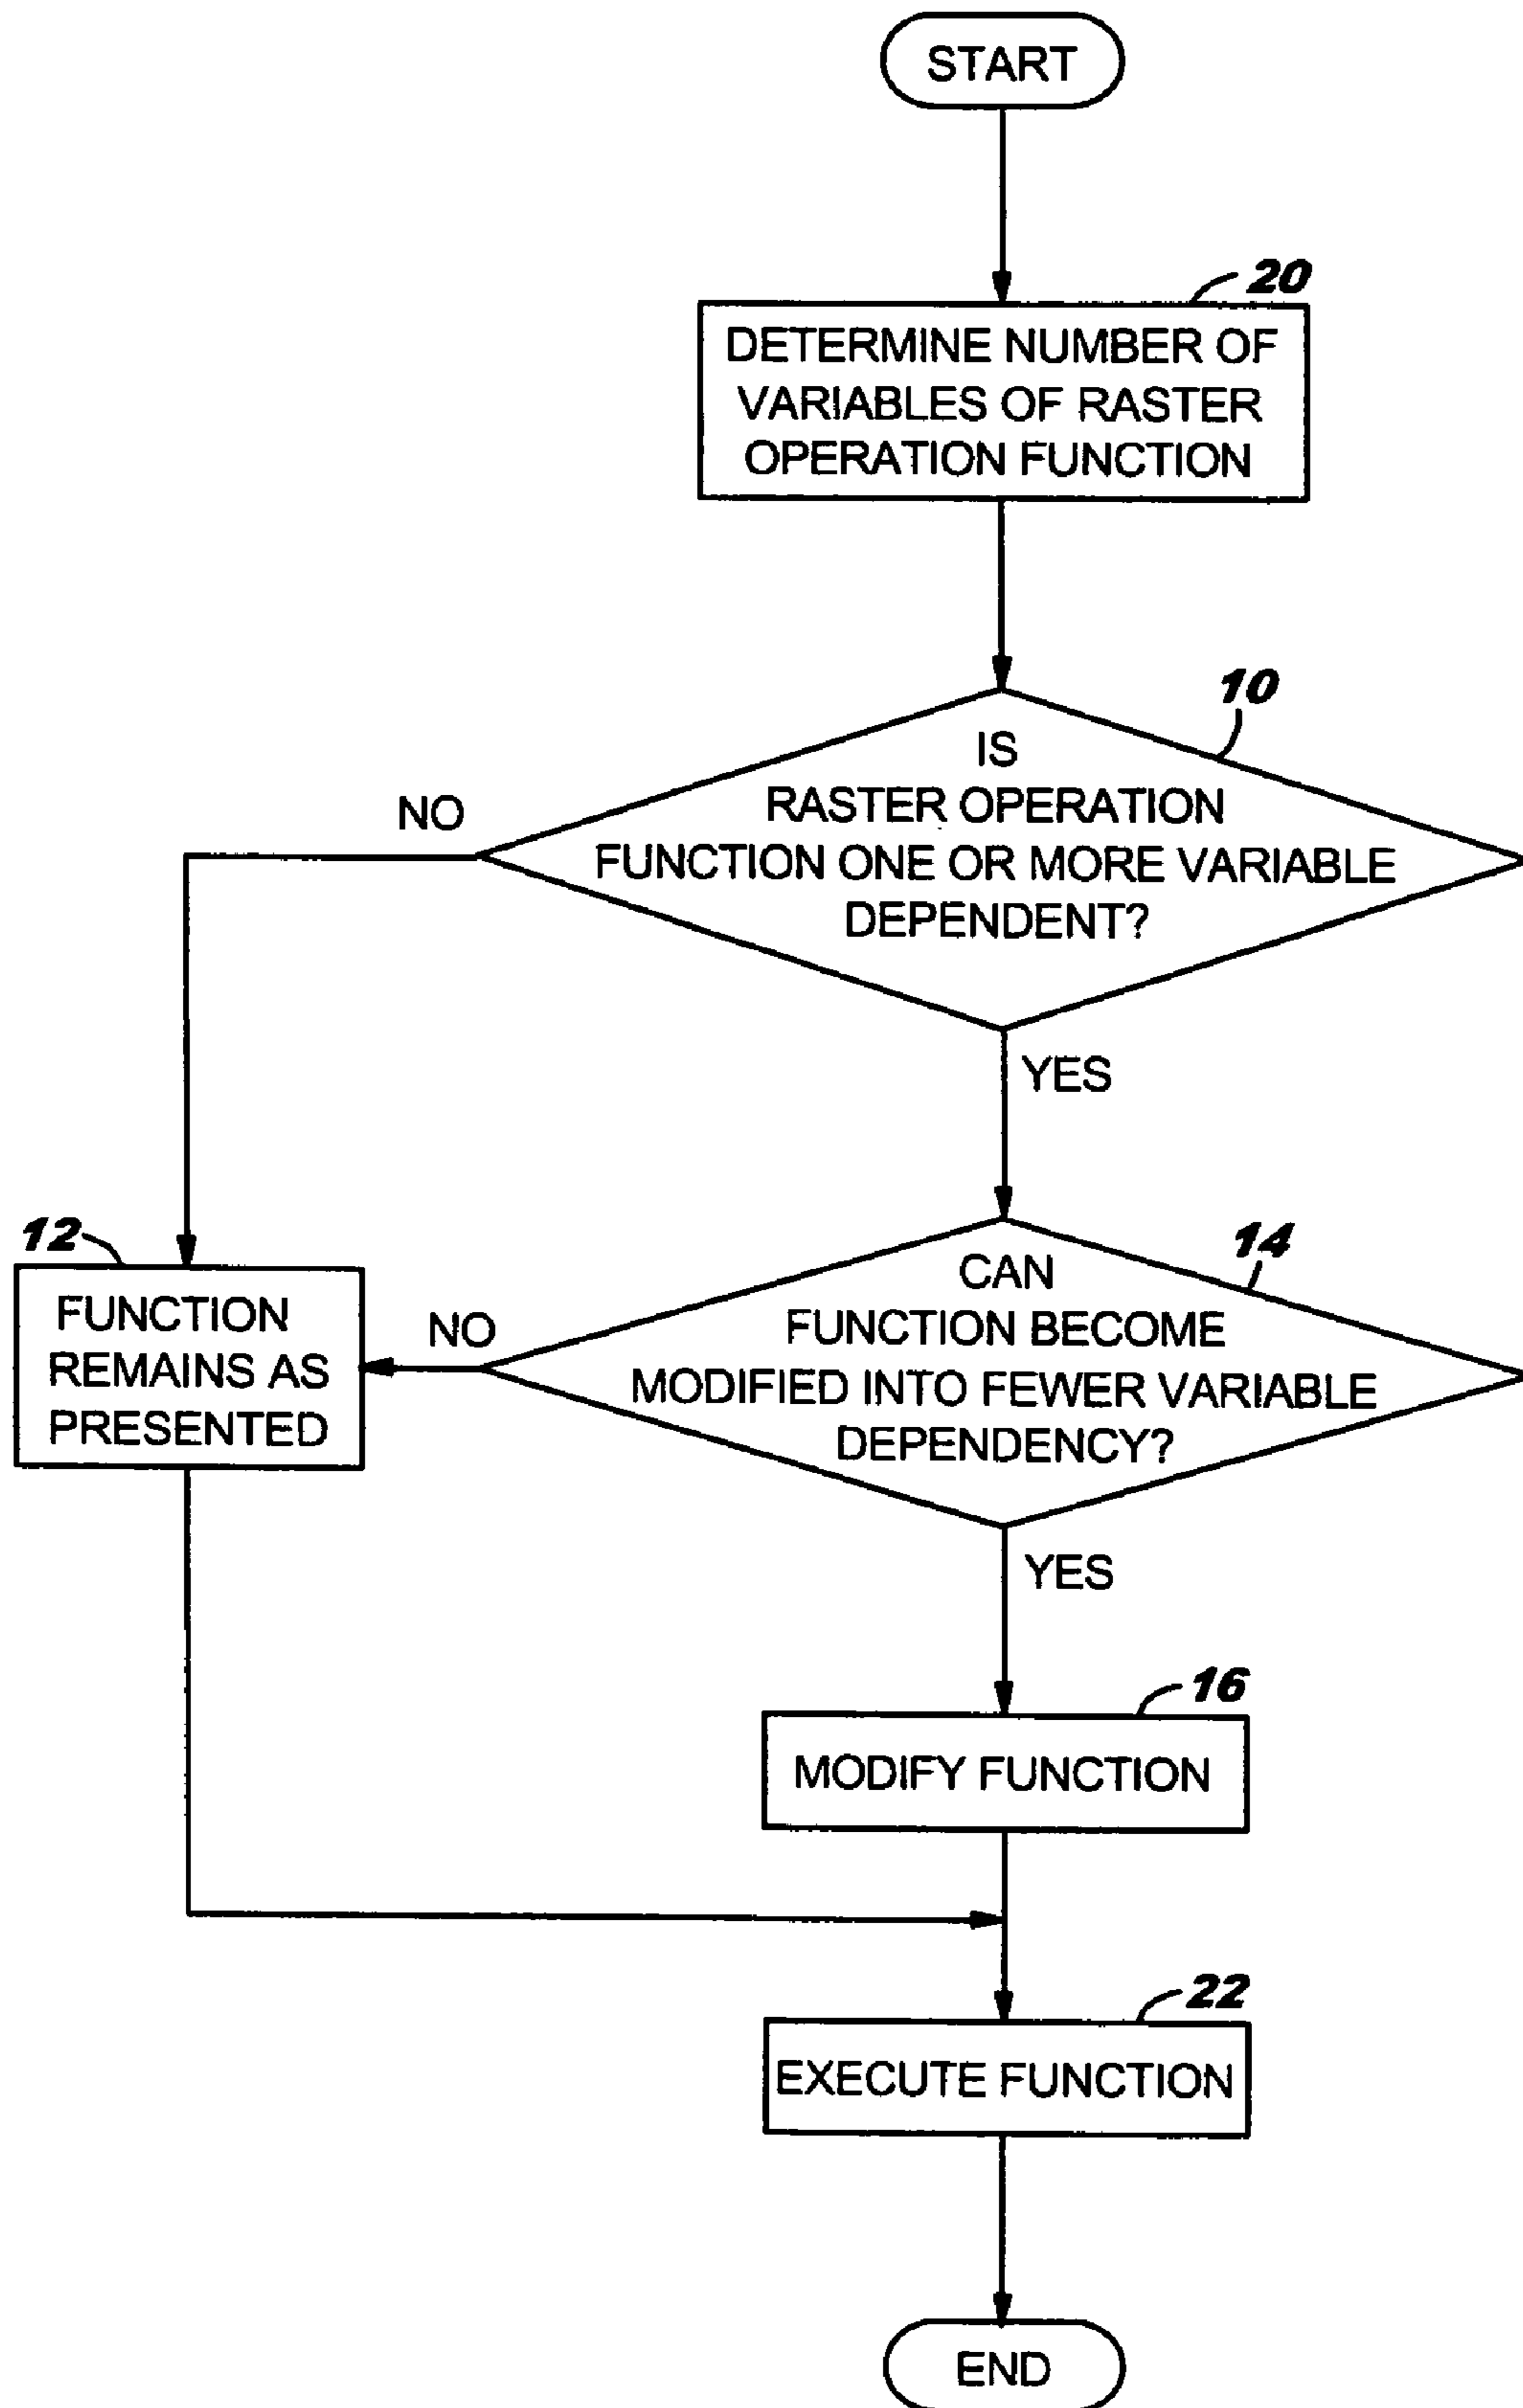 START
20
DETERMINE NUMBER OF
VARIABLES OF RASTER
OPERATION FUNCTION
10
IS
RASTER OPERATION
FUNCTION ONE OR MORE VARIABLE
DEPENDENT?
NO
YES
12
FUNCTION
REMAINS AS
PRESENTED
NO
14
CAN
FUNCTION BECOME
MODIFIED INTO FEWER VARIABLE
DEPENDENCY?
YES
16
MODIFY FUNCTION
22
EXECUTE FUNCTION
END